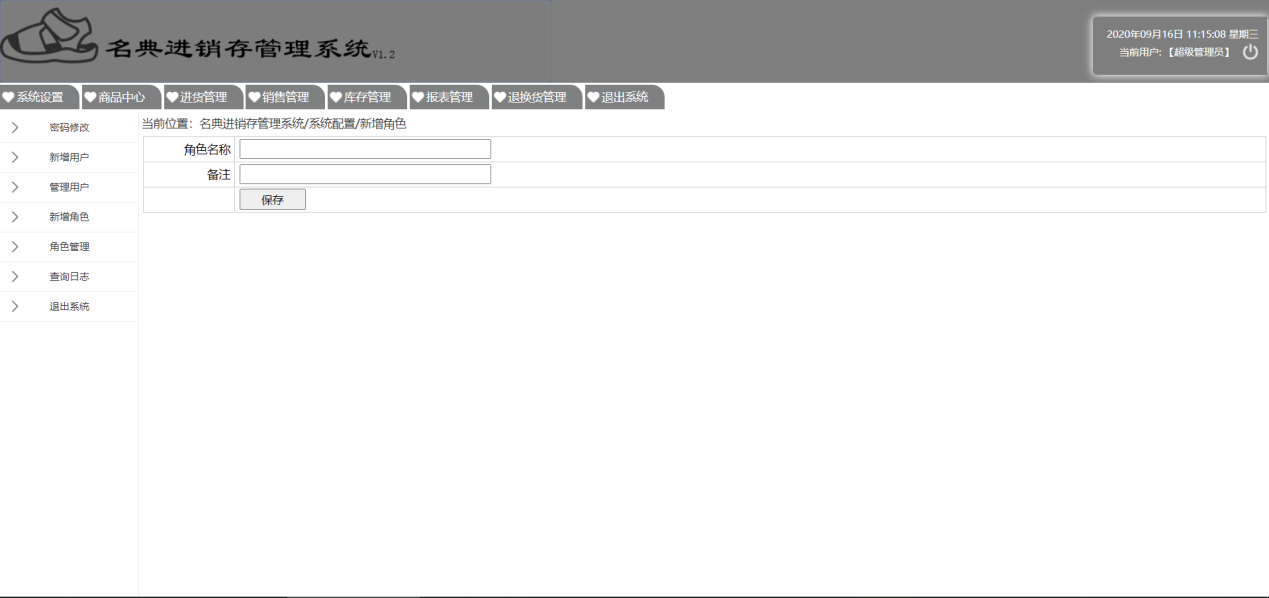 名典进销存管理系统V1.2
2020年09月16日 11:15:08 星期三
当前用户:【超级管理员】
系统设置 商品中心 进货管理 销售管理 库存管理 报表管理 退换货管理 退出系统
当前位置：名典进销存管理系统/系统配置/新增角色
密码修改
新增用户
管理用户
新增角色
角色管理
查询日志
退出系统
角色名称
备注
保存